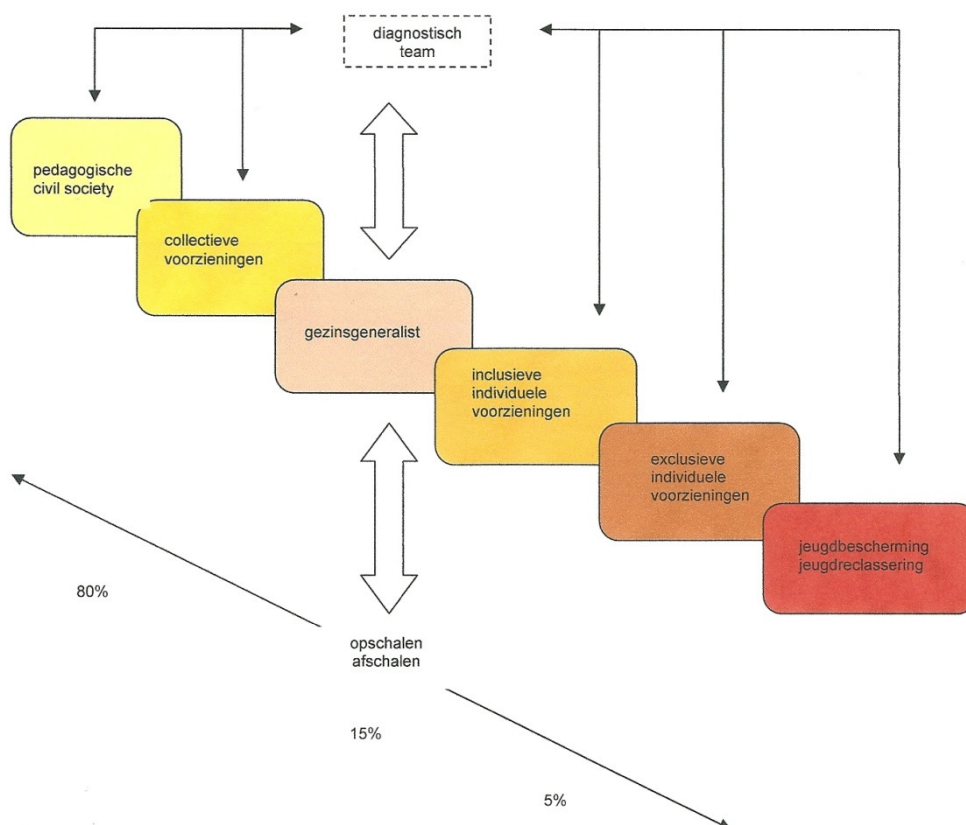 diagnostisch
team
pedagogische
civil society
collectieve
voorzieningen
gezinsgeneralist
inclusieve
individuele
voorzieningen
exclusieve
individuele
voorzieningen
jeugdbescherming
jeugdreclassering
80%
opschalen
afschalen
15%
5%